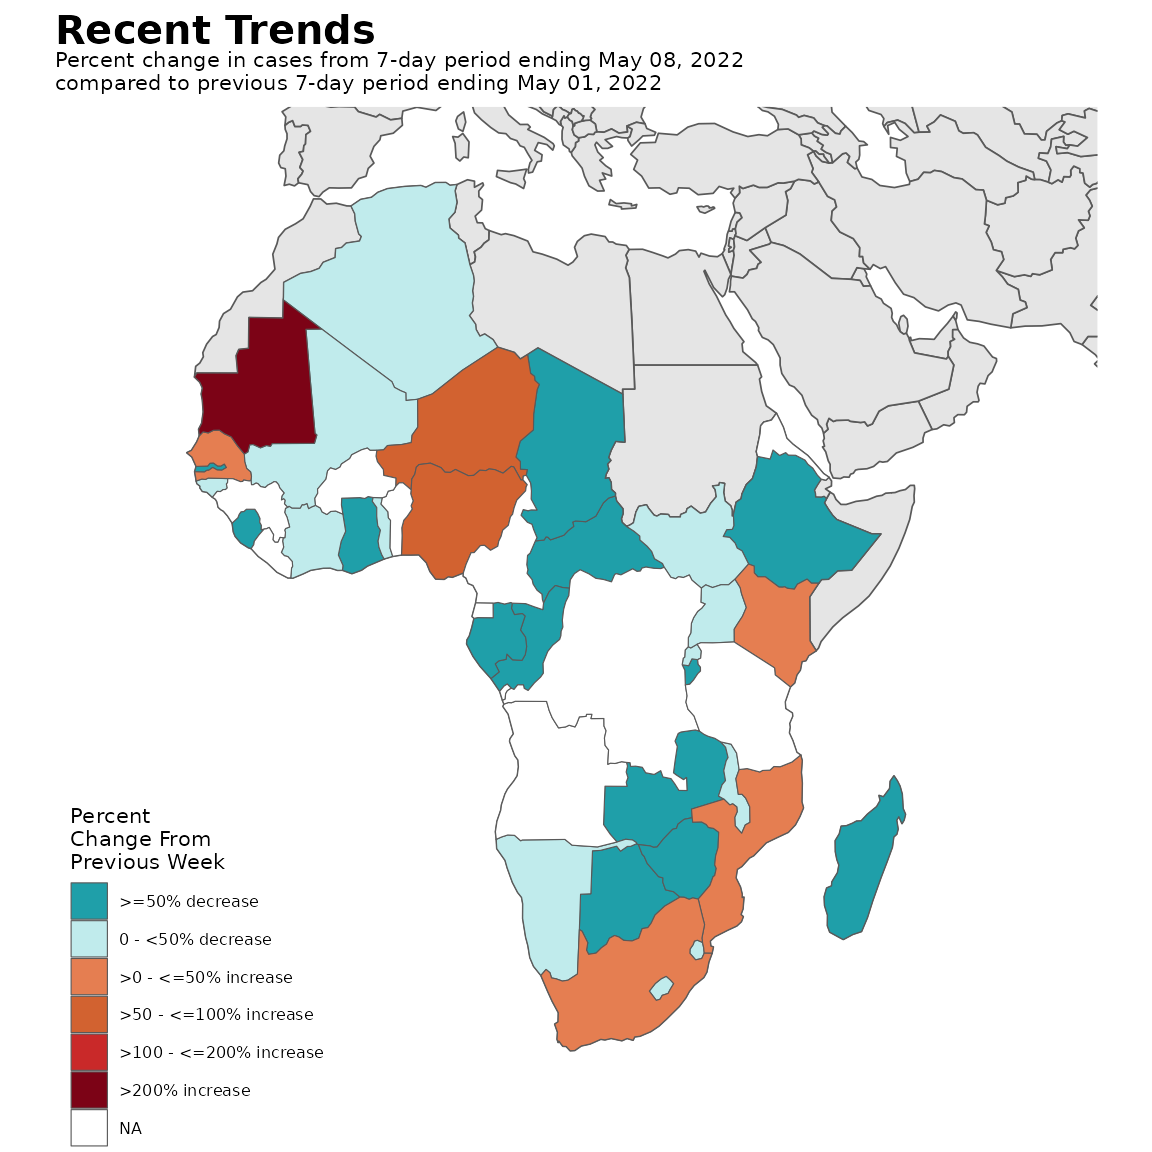 Recent Trends
Percent change in cases from 7-day period ending May 08, 2022
compared to previous 7-day period ending May 01, 2022
Percent
Change From
Previous Week
>=50% decrease
0 - <50% decrease
>0 - <=50% increase
>50 - <=100% increase
>100 - <=200% increase
>200% increase
NA